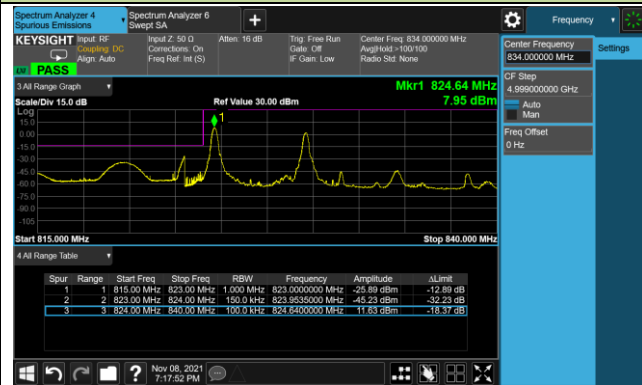 Spectrum Analyzer 4
Spurious Emissions
Spectrum Analyzer 6
Swept SA
Frequency
KEYSIGHT
Input: RF
Coupling: DC
Align: Auto
Input Z: 50 Ω
Corrections: On
Freq Ref: Int (S)
Atten: 16 dB
Trig: Free Run
Gate: Off
IF Gain: Low
Center Freq: 834.000000 MHz
Avg|Hold:>100/100
Radio Std: None
PASS
Center Frequency
834.000000 MHz
Settings
CF Step
4.999000000 GHz
Auto
Man
Freq Offset
0 Hz
3 All Range Graph
Mkr1 824.64 MHz
Scale/Div 15.0 dB
Ref Value 30.00 dBm
7.95 dBm
Log
15.0
0.00
-15.0
-30.0
-45.0
-60.0
-75.0
-90.0
-105
1
Start 815.000 MHz
Stop 840.000 MHz
4 All Range Table
Spur Range Start Freq Stop Freq RBW Frequency Amplitude ΔLimit
1 1 815.00 MHz 823.00 MHz 1.000 MHz 823.0000000 MHz -25.89 dBm -12.89 dB
2 2 823.00 MHz 824.00 MHz 150.0 kHz 823.9535000 MHz -45.23 dBm -32.23 dB
3 3 824.00 MHz 840.00 MHz 100.0 kHz 824.6400000 MHz 11.63 dBm -18.37 dB
?
Nov 08, 2021
7:17:52 PM